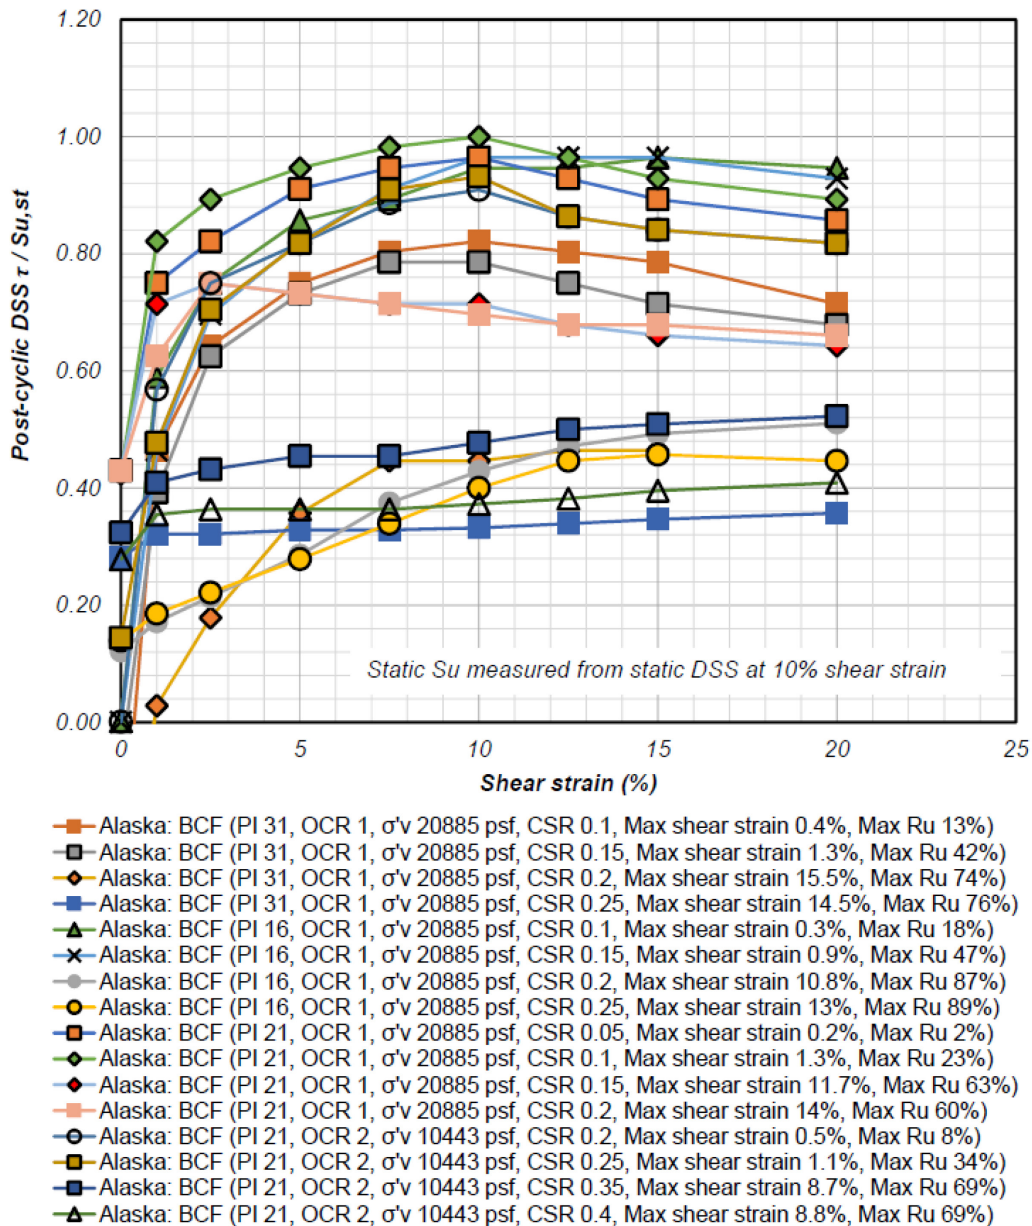 1.20
1.00
0.80
0.60
0.40
0.20
0.00
Post-cyclic DSS τ / Su,st
Static Su measured from static DSS at 10% shear strain
0 5 10 15 20 25
Shear strain (%)
Alaska: BCF (PI 31, OCR 1, σ'v 20885 psf, CSR 0.1, Max shear strain 0.4%, Max Ru 13%)
Alaska: BCF (PI 31, OCR 1, σ'v 20885 psf, CSR 0.15, Max shear strain 1.3%, Max Ru 42%)
Alaska: BCF (PI 31, OCR 1, σ'v 20885 psf, CSR 0.2, Max shear strain 15.5%, Max Ru 74%)
Alaska: BCF (PI 31, OCR 1, σ'v 20885 psf, CSR 0.25, Max shear strain 14.5%, Max Ru 76%)
Alaska: BCF (PI 16, OCR 1, σ'v 20885 psf, CSR 0.1, Max shear strain 0.3%, Max Ru 18%)
Alaska: BCF (PI 16, OCR 1, σ'v 20885 psf, CSR 0.15, Max shear strain 0.9%, Max Ru 47%)
Alaska: BCF (PI 16, OCR 1, σ'v 20885 psf, CSR 0.2, Max shear strain 10.8%, Max Ru 87%)
Alaska: BCF (PI 16, OCR 1, σ'v 20885 psf, CSR 0.25, Max shear strain 13%, Max Ru 89%)
Alaska: BCF (PI 21, OCR 1, σ'v 20885 psf, CSR 0.05, Max shear strain 0.2%, Max Ru 2%)
Alaska: BCF (PI 21, OCR 1, σ'v 20885 psf, CSR 0.1, Max shear strain 1.3%, Max Ru 23%)
Alaska: BCF (PI 21, OCR 1, σ'v 20885 psf, CSR 0.15, Max shear strain 11.7%, Max Ru 63%)
Alaska: BCF (PI 21, OCR 1, σ'v 20885 psf, CSR 0.2, Max shear strain 14%, Max Ru 60%)
Alaska: BCF (PI 21, OCR 2, σ'v 10443 psf, CSR 0.2, Max shear strain 0.5%, Max Ru 8%)
Alaska: BCF (PI 21, OCR 2, σ'v 10443 psf, CSR 0.25, Max shear strain 1.1%, Max Ru 34%)
Alaska: BCF (PI 21, OCR 2, σ'v 10443 psf, CSR 0.35, Max shear strain 8.7%, Max Ru 69%)
Alaska: BCF (PI 21, OCR 2, σ'v 10443 psf, CSR 0.4, Max shear strain 8.8%, Max Ru 69%)